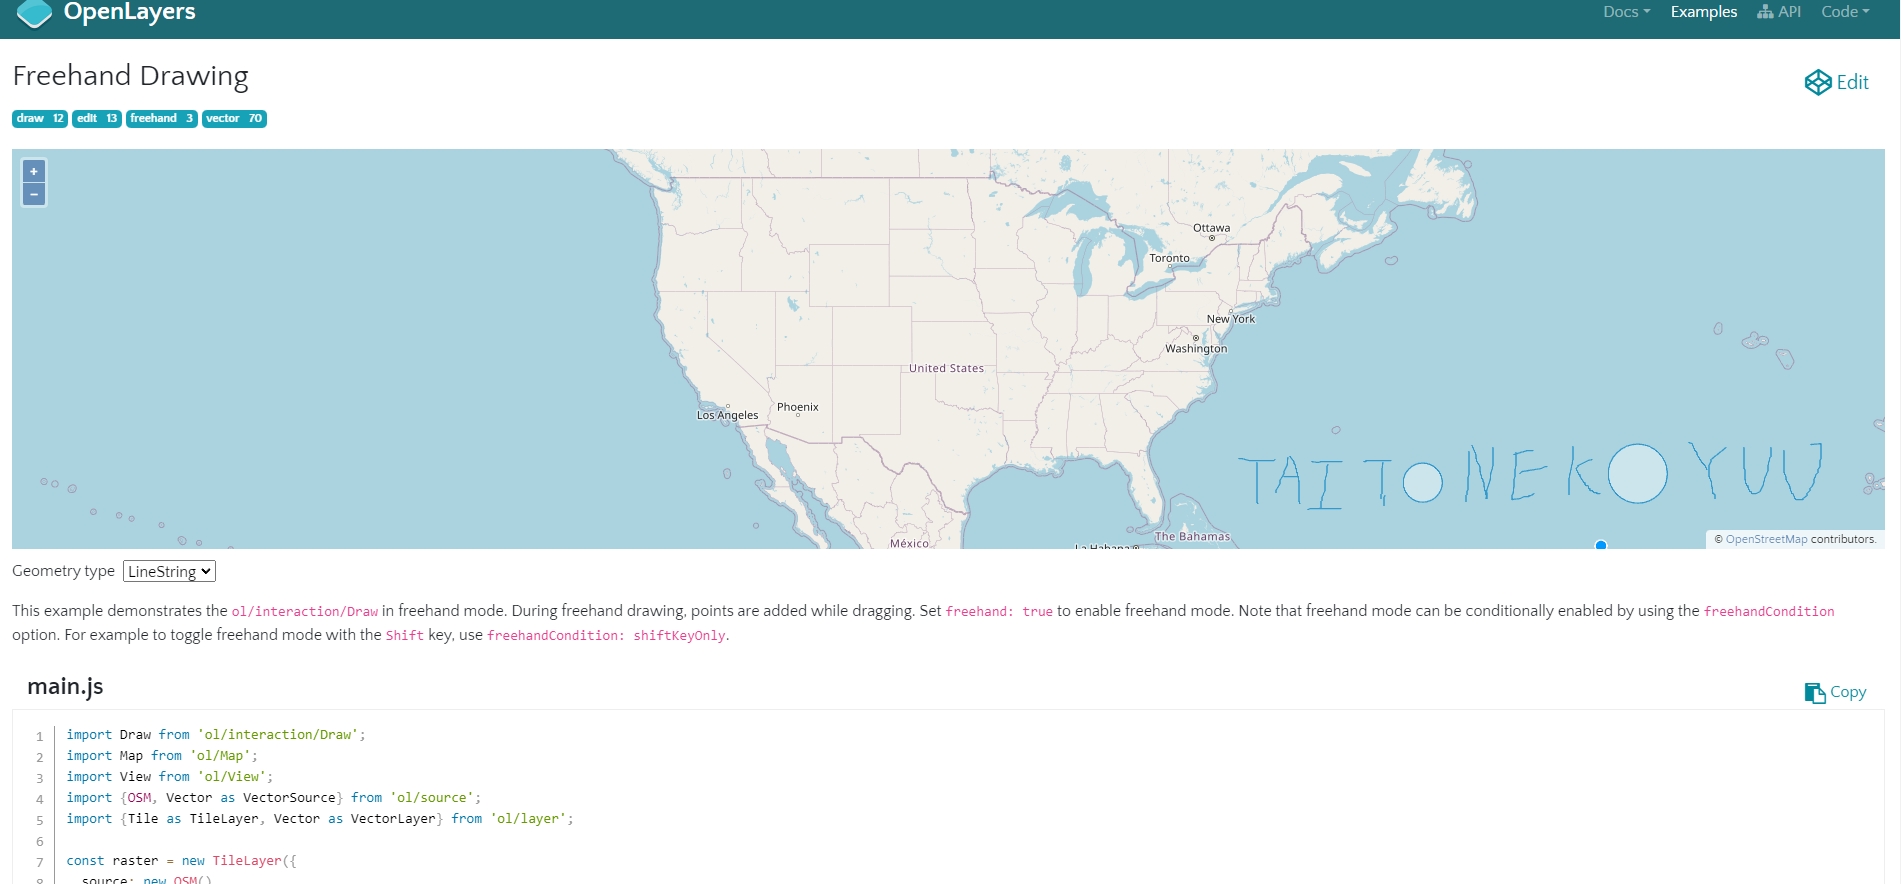 OpenLayers
Docs Examples API Code
Freehand Drawing
Edit
draw 12 edit 13 freehand 3 vector 70
+
−
Ottawa
Toronto
New York
Washington
United States
Los Angeles
Phoenix
TAITONEKOYUU
México
La Habana
The Bahamas
© OpenStreetMap contributors.
Geometry type LineString
This example demonstrates the ol/interaction/Draw in freehand mode. During freehand drawing, points are added while dragging. Set freehand: true to enable freehand mode. Note that freehand mode can be conditionally enabled by using the freehandCondition
option. For example to toggle freehand mode with the Shift key, use freehandCondition: shiftKeyOnly.
main.js
Copy
1 import Draw from 'ol/interaction/Draw';
2 import Map from 'ol/Map';
3 import View from 'ol/View';
4 import {OSM, Vector as VectorSource} from 'ol/source';
5 import {Tile as TileLayer, Vector as VectorLayer} from 'ol/layer';
6
7 const raster = new TileLayer({
8 source: new OSM()